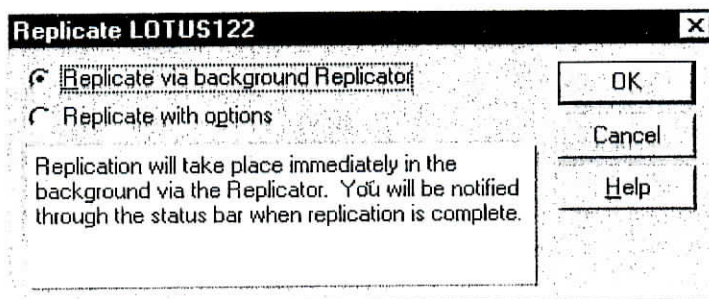 Replicate LOTUS122
Replicate via background Replicator
Replicate with options
OK
Cancel
Help
Replication will take place immediately in the
background via the Replicator. You will be notified
through the status bar when replication is complete.